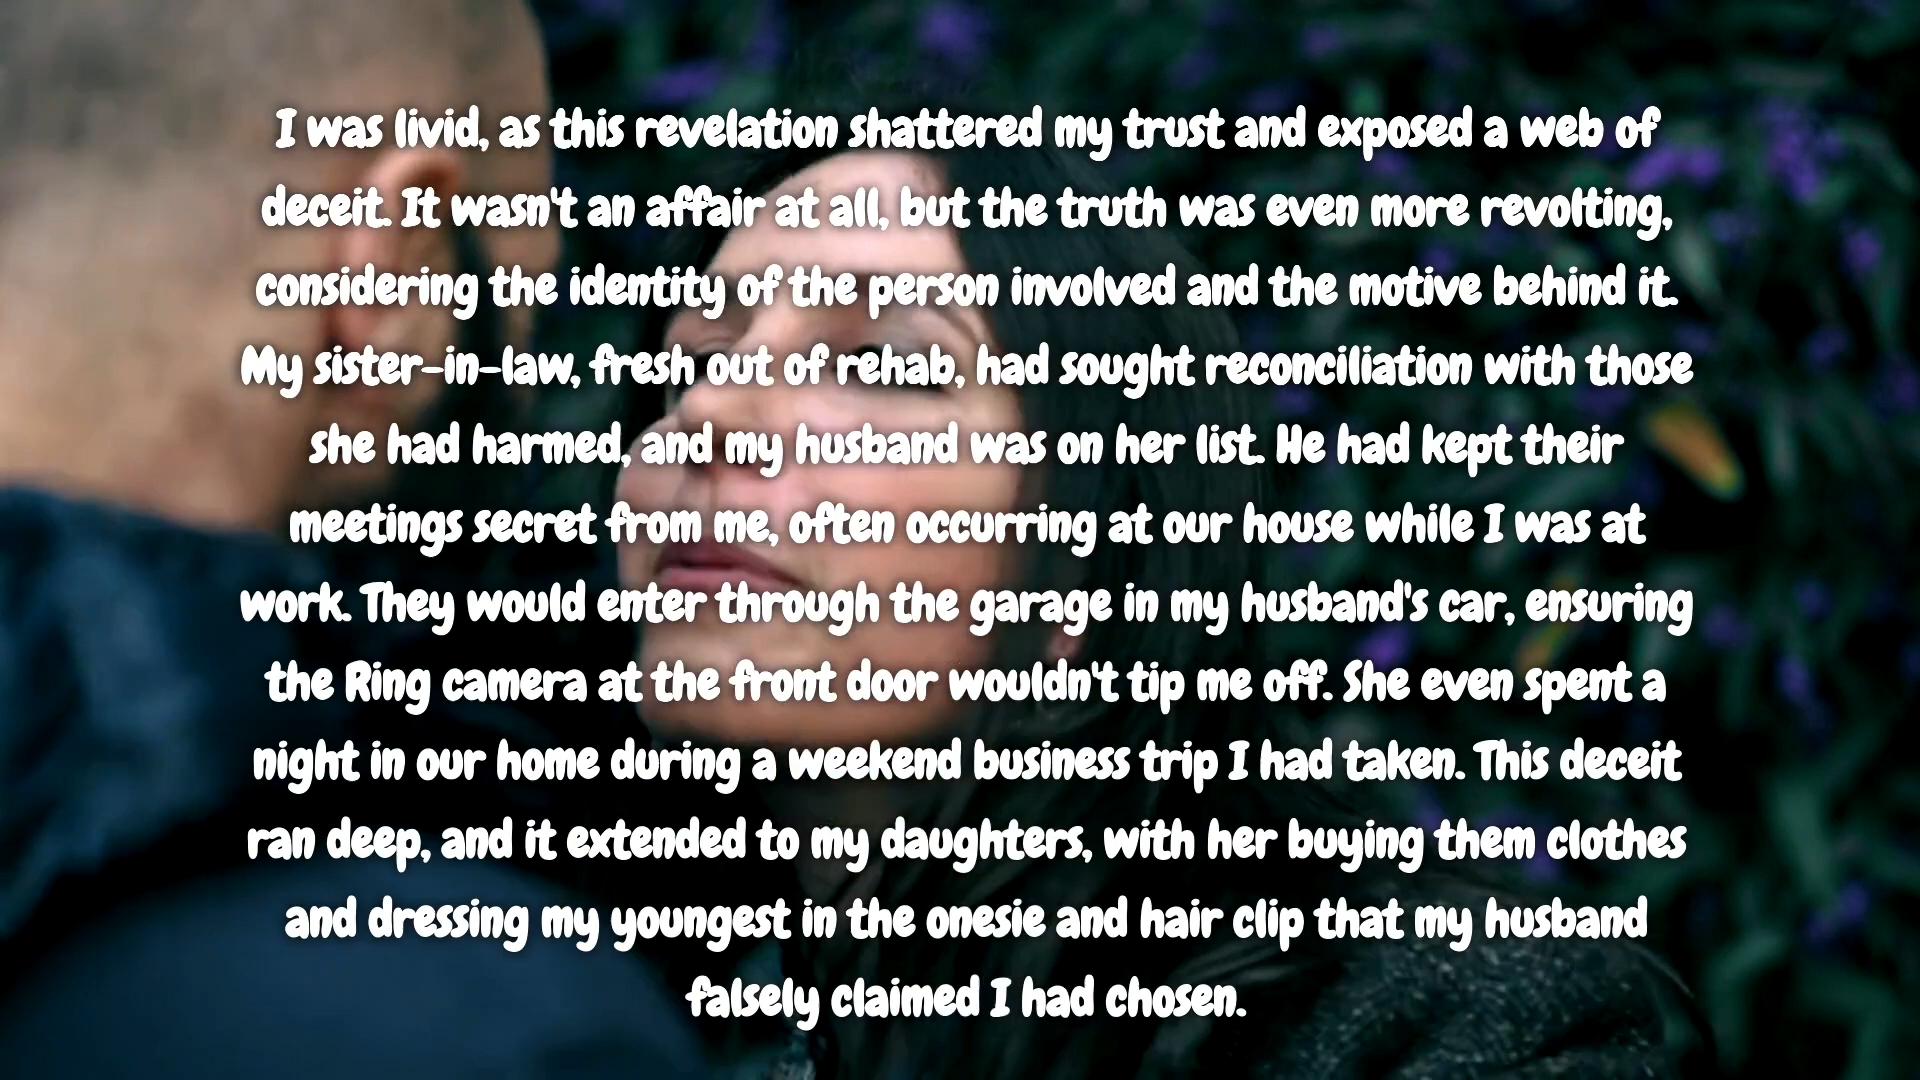 I was livid, as this revelation shattered my trust and exposed a web of
deceit. It wasn't an affair at all, but the truth was even more revolting,
considering the identity of the person involved and the motive behind it.
My sister-in-law, fresh out of rehab, had sought reconciliation with those
she had harmed, and my husband was on her list. He had kept their
meetings secret from me, often occurring at our house while I was at
work. They would enter through the garage in my husband's car, ensuring
the Ring camera at the front door wouldn't tip me off. She even spent a
night in our home during a weekend business trip I had taken. This deceit
ran deep, and it extended to my daughters, with her buying them clothes
and dressing my youngest in the onesie and hair clip that my husband
falsely claimed I had chosen.